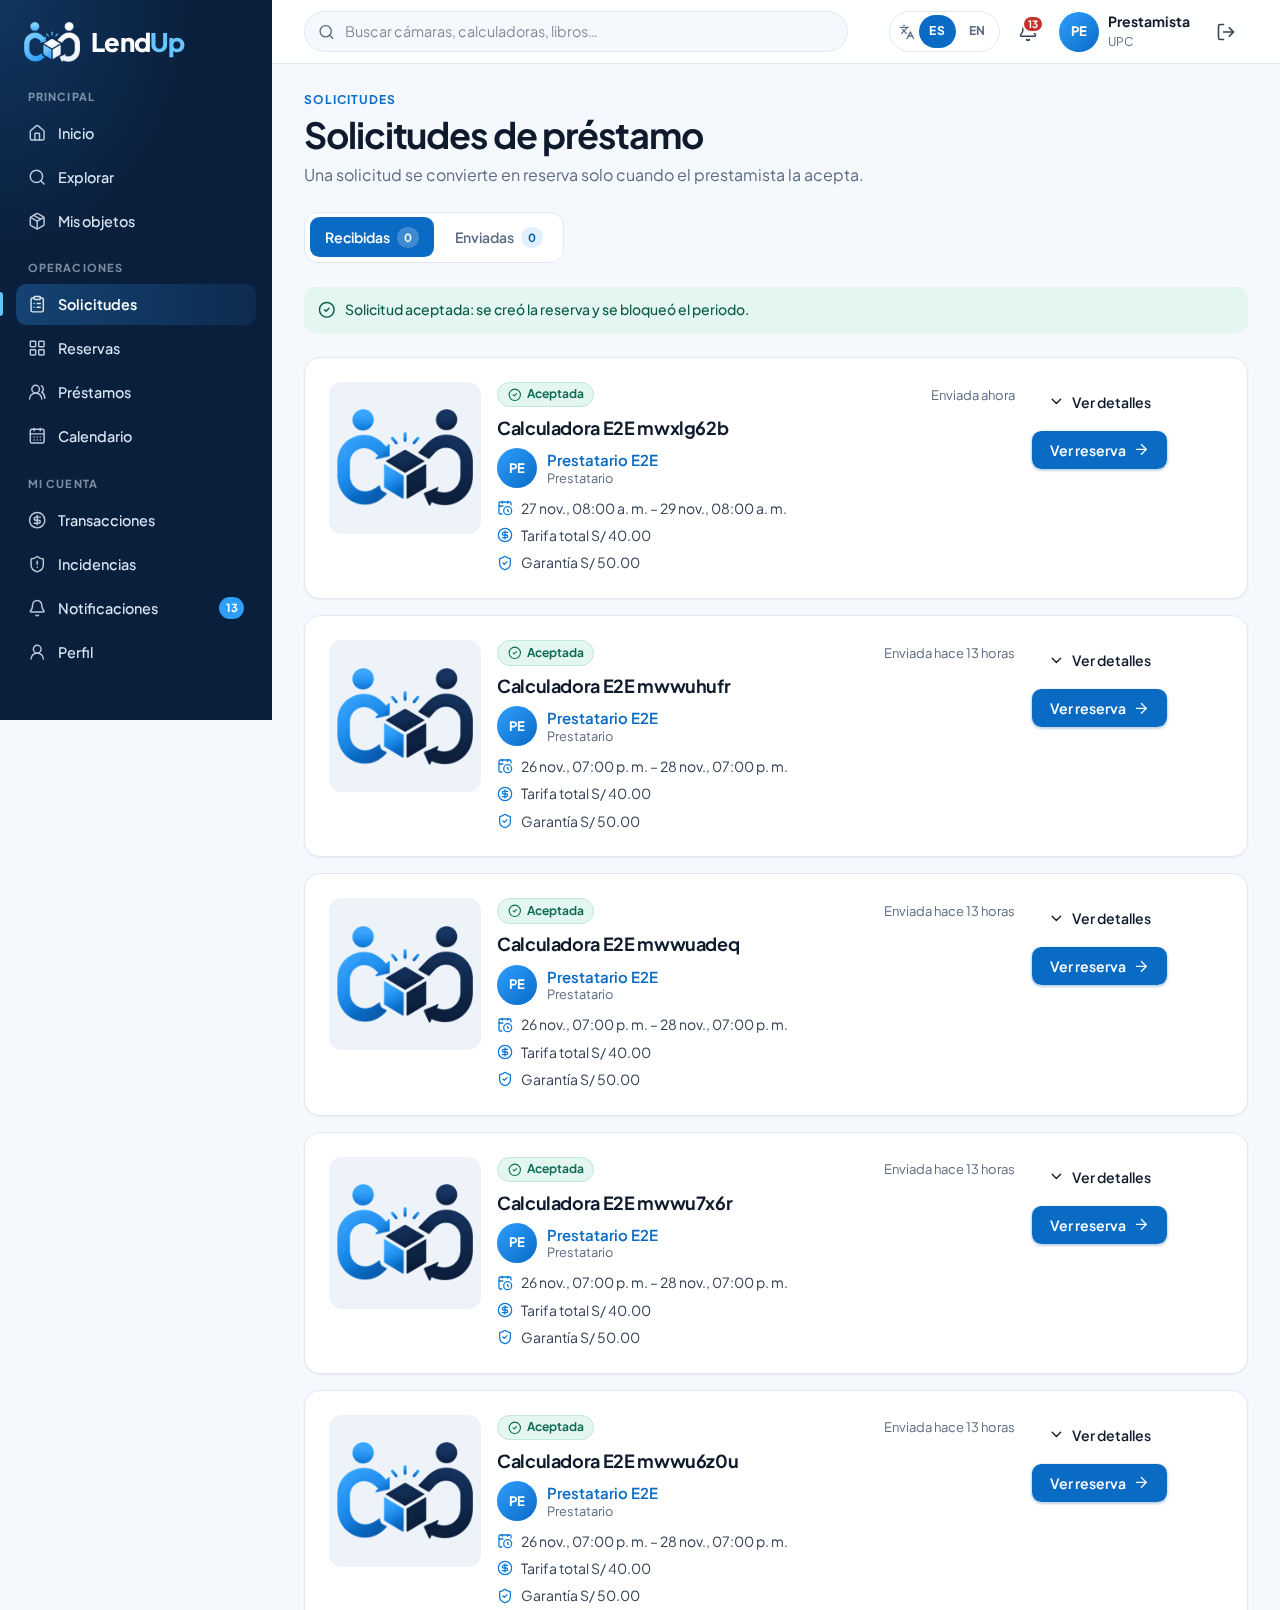 LendUp
PRINCIPAL
Inicio
Explorar
Mis objetos
OPERACIONES
Solicitudes
Reservas
Préstamos
Calendario
MI CUENTA
Transacciones
Incidencias
Notificaciones 13
Perfil
Buscar cámaras, calculadoras, libros...
ES EN
13
PE
Prestamista
UPC
SOLICITUDES
Solicitudes de préstamo
Una solicitud se convierte en reserva solo cuando el prestamista la acepta.
Recibidas 0 Enviadas 0
Solicitud aceptada: se creó la reserva y se bloqueó el periodo.
Aceptada
Enviada ahora
Ver detalles
Calculadora E2E mwxlg62b
Ver reserva
PE
Prestatario E2E
Prestatario
27 nov., 08:00 a. m. – 29 nov., 08:00 a. m.
Tarifa total S/ 40.00
Garantía S/ 50.00
Aceptada
Enviada hace 13 horas
Ver detalles
Calculadora E2E mwwuhufr
Ver reserva
PE
Prestatario E2E
Prestatario
26 nov., 07:00 p. m. – 28 nov., 07:00 p. m.
Tarifa total S/ 40.00
Garantía S/ 50.00
Aceptada
Enviada hace 13 horas
Ver detalles
Calculadora E2E mwwuadeq
Ver reserva
PE
Prestatario E2E
Prestatario
26 nov., 07:00 p. m. – 28 nov., 07:00 p. m.
Tarifa total S/ 40.00
Garantía S/ 50.00
Aceptada
Enviada hace 13 horas
Ver detalles
Calculadora E2E mwwu7x6r
Ver reserva
PE
Prestatario E2E
Prestatario
26 nov., 07:00 p. m. – 28 nov., 07:00 p. m.
Tarifa total S/ 40.00
Garantía S/ 50.00
Aceptada
Enviada hace 13 horas
Ver detalles
Calculadora E2E mwwu6z0u
Ver reserva
PE
Prestatario E2E
Prestatario
26 nov., 07:00 p. m. – 28 nov., 07:00 p. m.
Tarifa total S/ 40.00
Garantía S/ 50.00